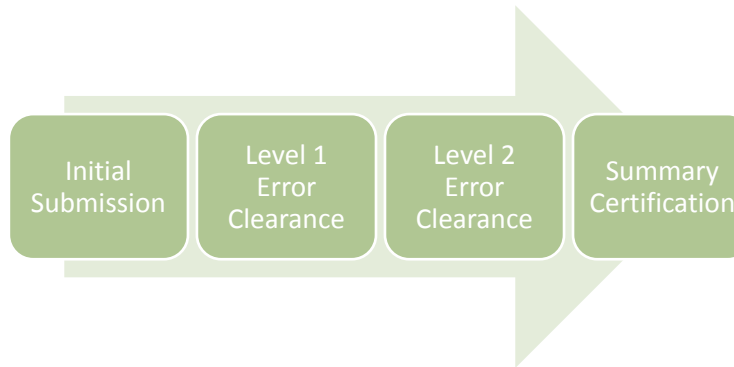 Initial
Submission
Level 1
Error
Clearance
Level 2
Error
Clearance
Summary
Certification